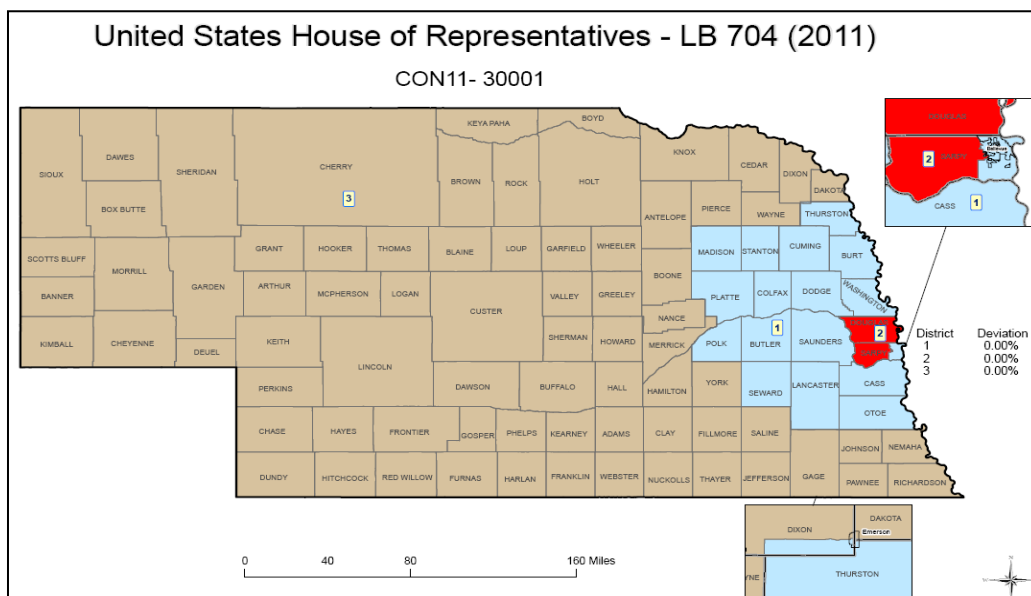 United States House of Representatives - LB 704 (2011)
CON11- 30001
KEYA PAHA
BOYD
DAWES
SIOUX
SHERIDAN
CHERRY
KNOX
CEDAR
DIXON
DAKOTA
BROWN
ROCK
HOLT
3
BOX BUTTE
ANTELOPE
PIERCE
WAYNE
THURSTON
GRANT
HOOKER
THOMAS
BLAINE
LOUP
GARFIELD
WHEELER
MADISON
STANTON
CUMING
BURT
SCOTTS BLUFF
MORRILL
GARDEN
ARTHUR
MCPHERSON
LOGAN
CUSTER
VALLEY
GREELEY
BOONE
PLATTE
COLFAX
DODGE
WASHINGTON
BANNER
NANCE
KIMBALL
CHEYENNE
DEUEL
KEITH
LINCOLN
SHERMAN
HOWARD
MERRICK
POLK
BUTLER
1
SAUNDERS
2
PERKINS
DAWSON
BUFFALO
HALL
HAMILTON
YORK
SEWARD
LANCASTER
CASS
OTOE
CHASE
HAYES
FRONTIER
GOSPER
PHELPS
KEARNEY
ADAMS
CLAY
FILLMORE
SALINE
JOHNSON
NEMAHA
DUNDY
HITCHCOCK
RED WILLOW
FURNAS
HARLAN
FRANKLIN
WEBSTER
NUCKOLLS
THAYER
JEFFERSON
GAGE
PAWNEE
RICHARDSON
2
CASS
1
District Deviation
1 0.00%
2 0.00%
3 0.00%
DIXON
DAKOTA
Emerson
THURSTON
0 40 80 160 Miles